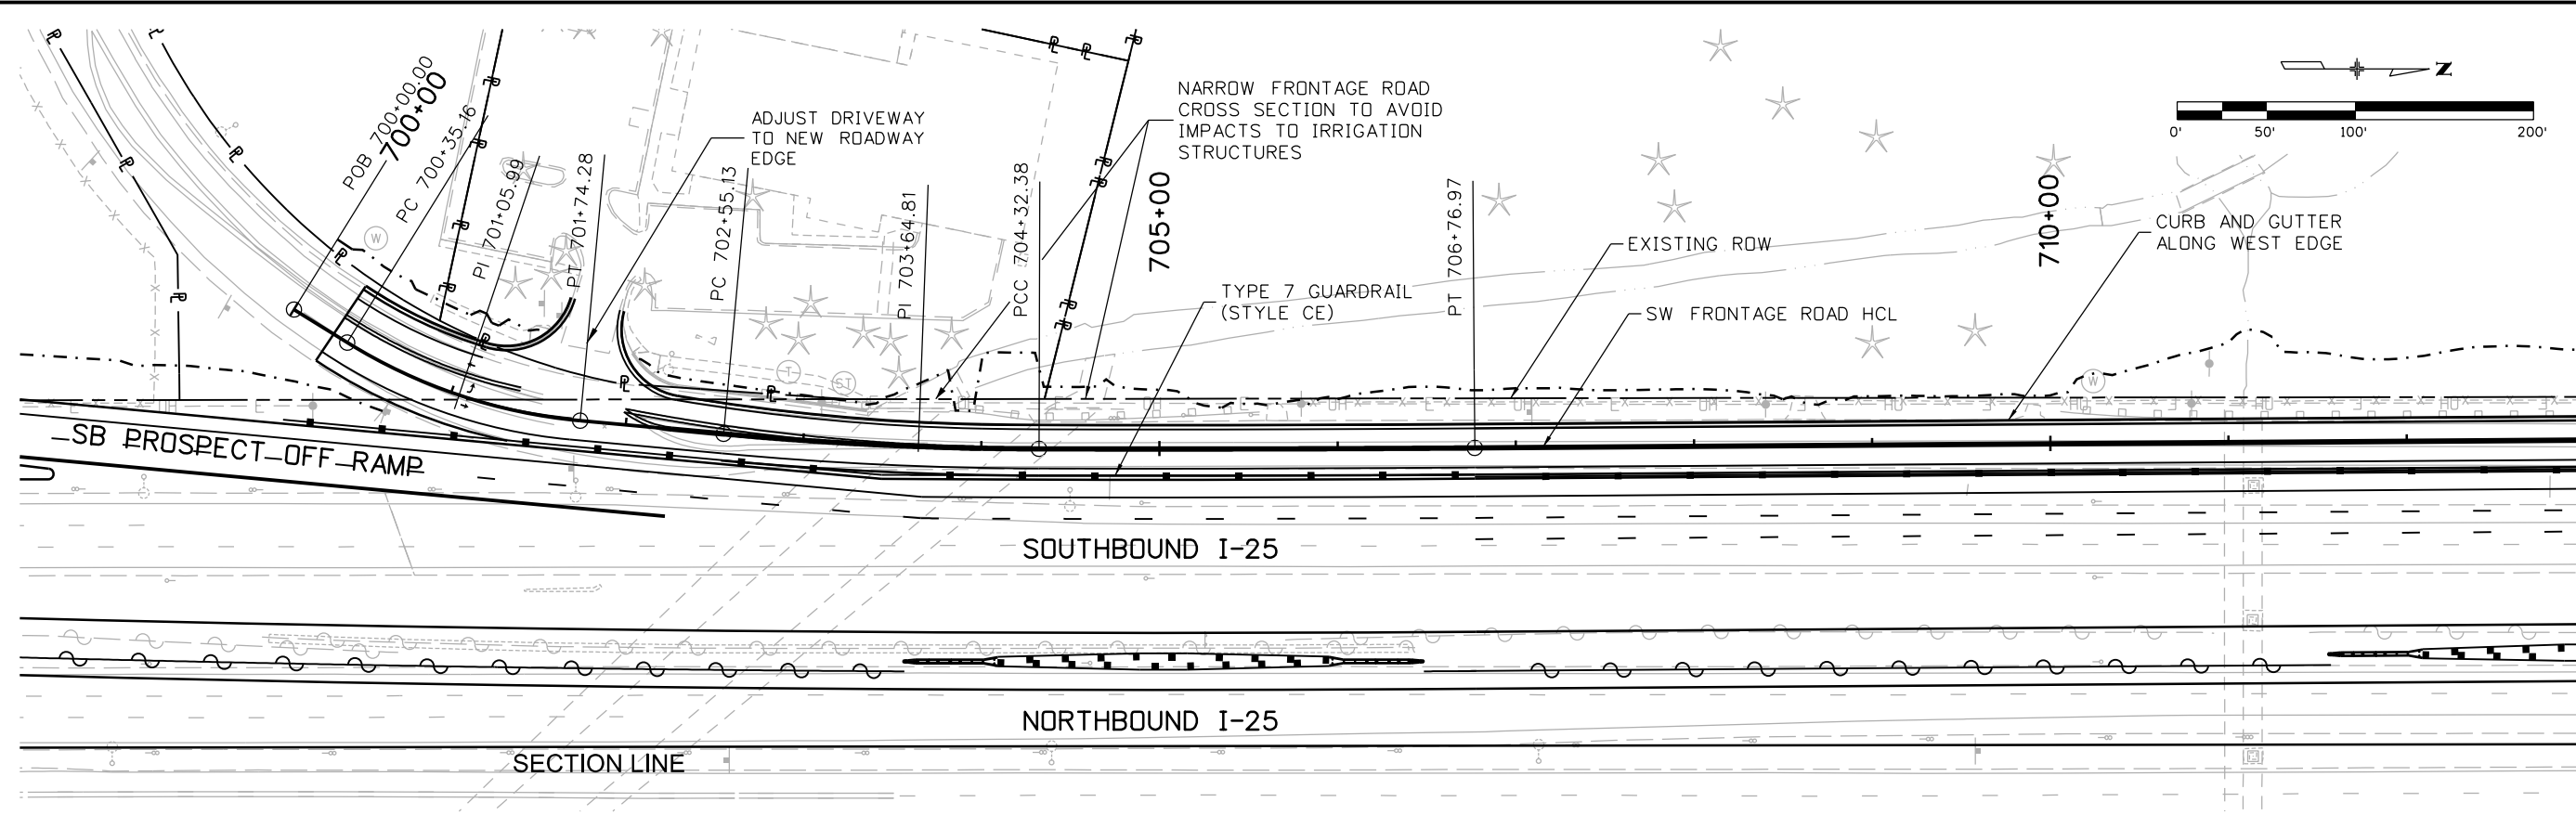 POB 700+00.00
700+00
PC 700+35.16
PI 701+05.99
PT 701+74.28
ADJUST DRIVEWAY
TO NEW ROADWAY
EDGE
PC 702+55.13
PI 703+64.81
PCC 704+32.38
NARROW FRONTAGE ROAD
CROSS SECTION TO AVOID
IMPACTS TO IRRIGATION
STRUCTURES
705+00
TYPE 7 GUARDRAIL
(STYLE CE)
PT 706+76.97
EXISTING ROW
SW FRONTAGE ROAD HCL
710+00
CURB AND GUTTER
ALONG WEST EDGE
N
0' 50' 100' 200'
W
T
ST
W
SB PROSPECT OFF RAMP
SOUTHBOUND I-25
NORTHBOUND I-25
SECTION LINE